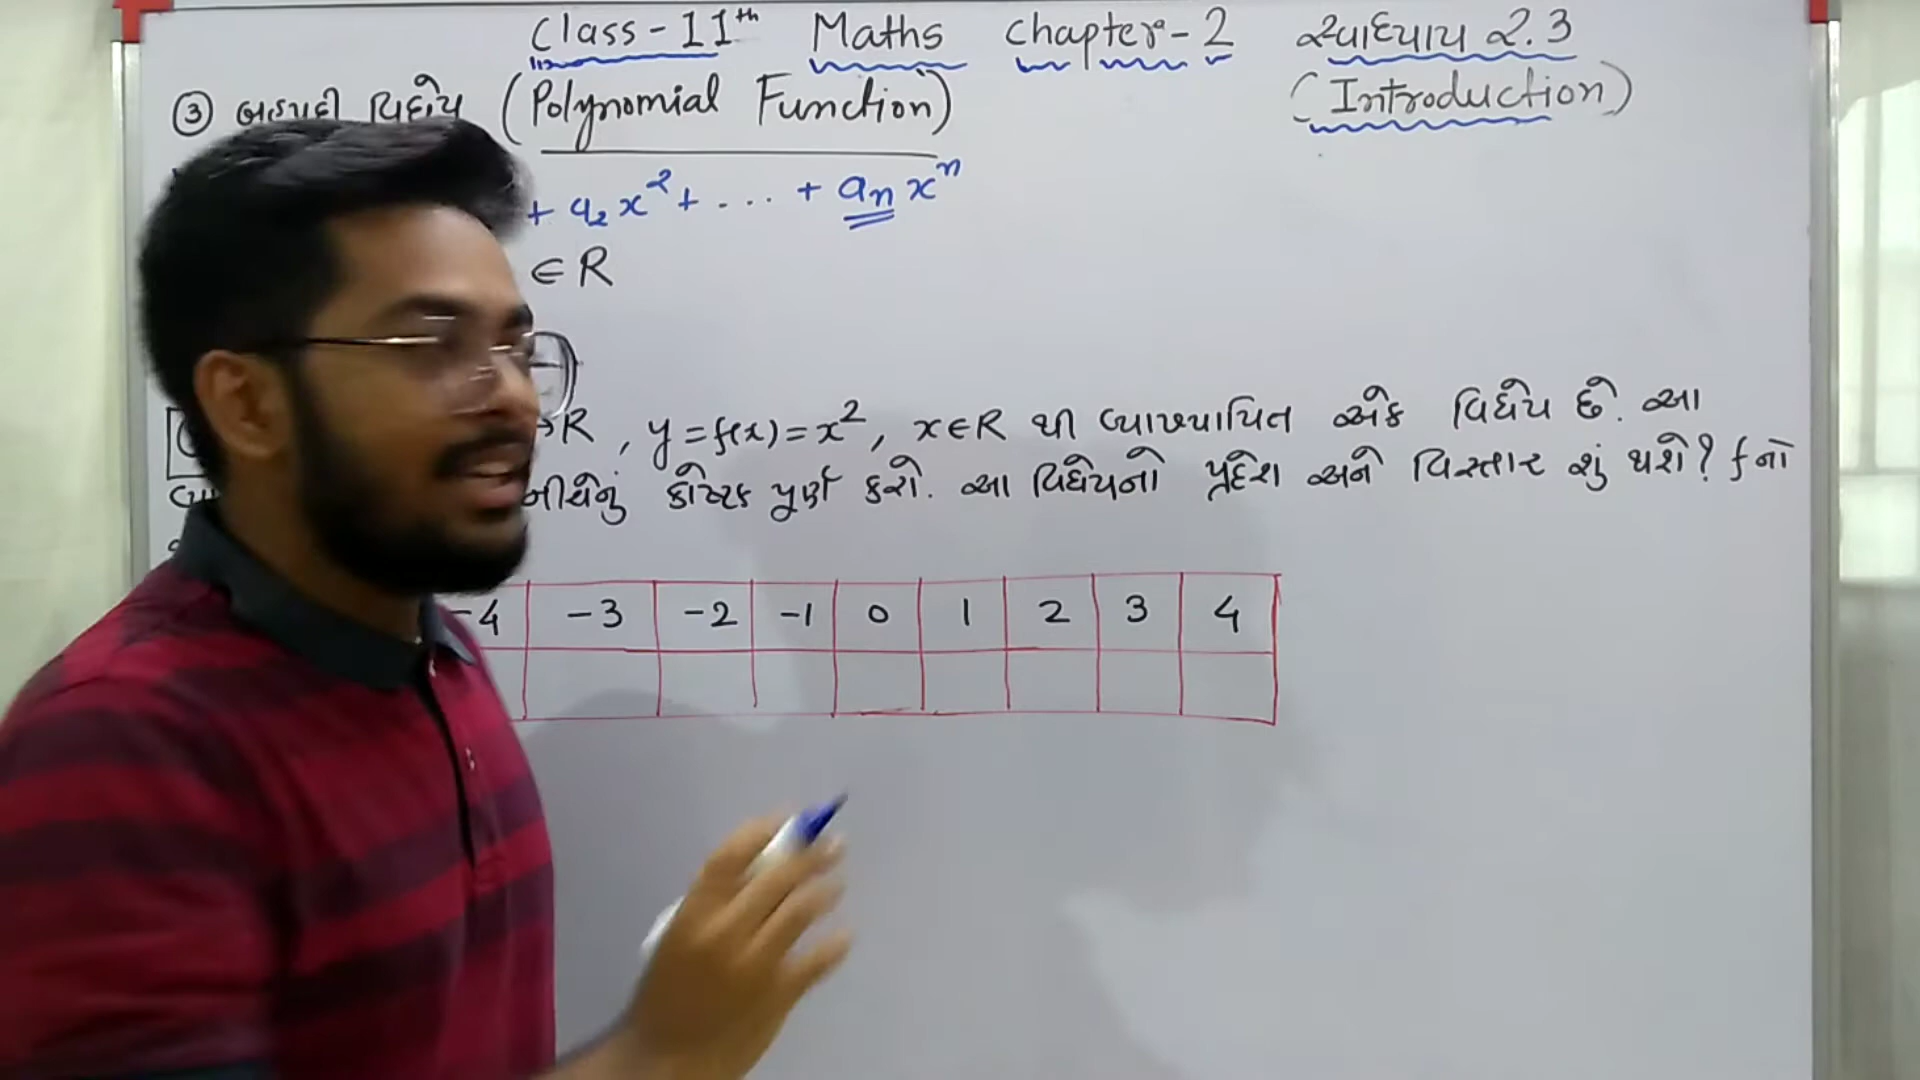 Class-11th Maths Chapter-2 સ્વાધ્યાય 2.3
③ બહુપદી વિધેય (Polynomial Function) (Introduction)
+ a₂x² + .... + aₙxⁿ
∈ R
R, y = f(x) = x², x∈R થી વ્યાખ્યાયિત એક વિધેય છે. આ
નીચેનું કોષ્ટક પૂર્ણ કરો. આ વિધેયનો પ્રદેશ અને વિસ્તાર શું થશે? f નો
-4 -3 -2 -1 0 1 2 3 4